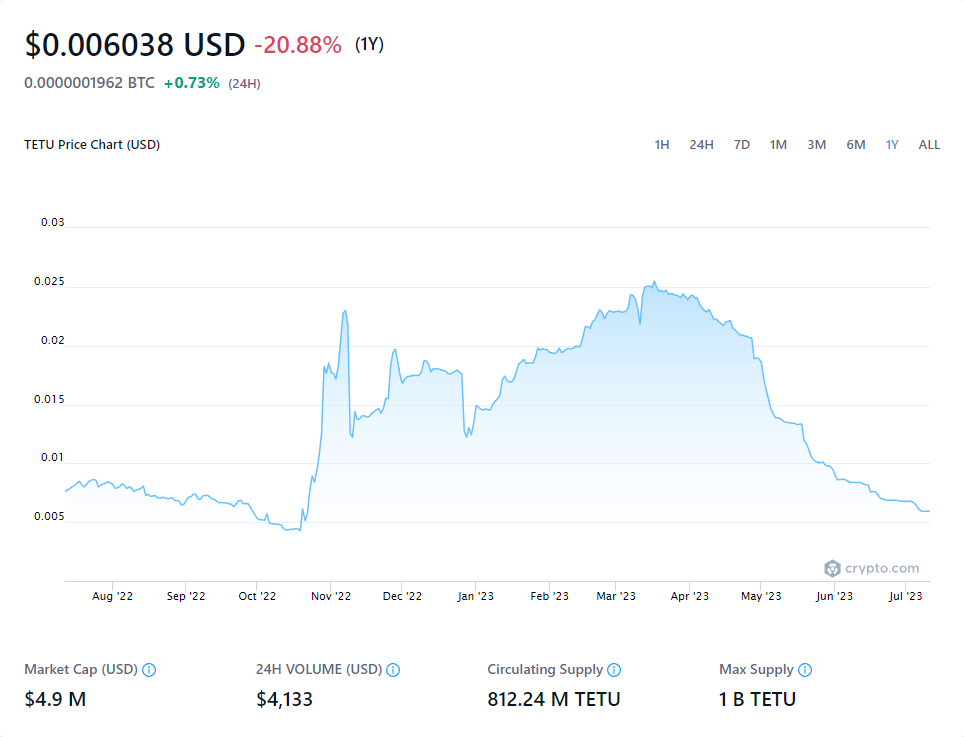 $0.006038 USD -20.88% (1Y)
0.0000001962 BTC +0.73% (24H)
TETU Price Chart (USD) 1H 24H 7D 1M 3M 6M 1Y ALL
0.03
0.025
0.02
0.015
0.01
0.005
crypto.com
Aug '22 Sep '22 Oct '22 Nov '22 Dec '22 Jan '23 Feb '23 Mar '23 Apr '23 May '23 Jun '23 Jul '23
Market Cap (USD) 24H VOLUME (USD) Circulating Supply Max Supply
$4.9 M $4,133 812.24 M TETU 1 B TETU